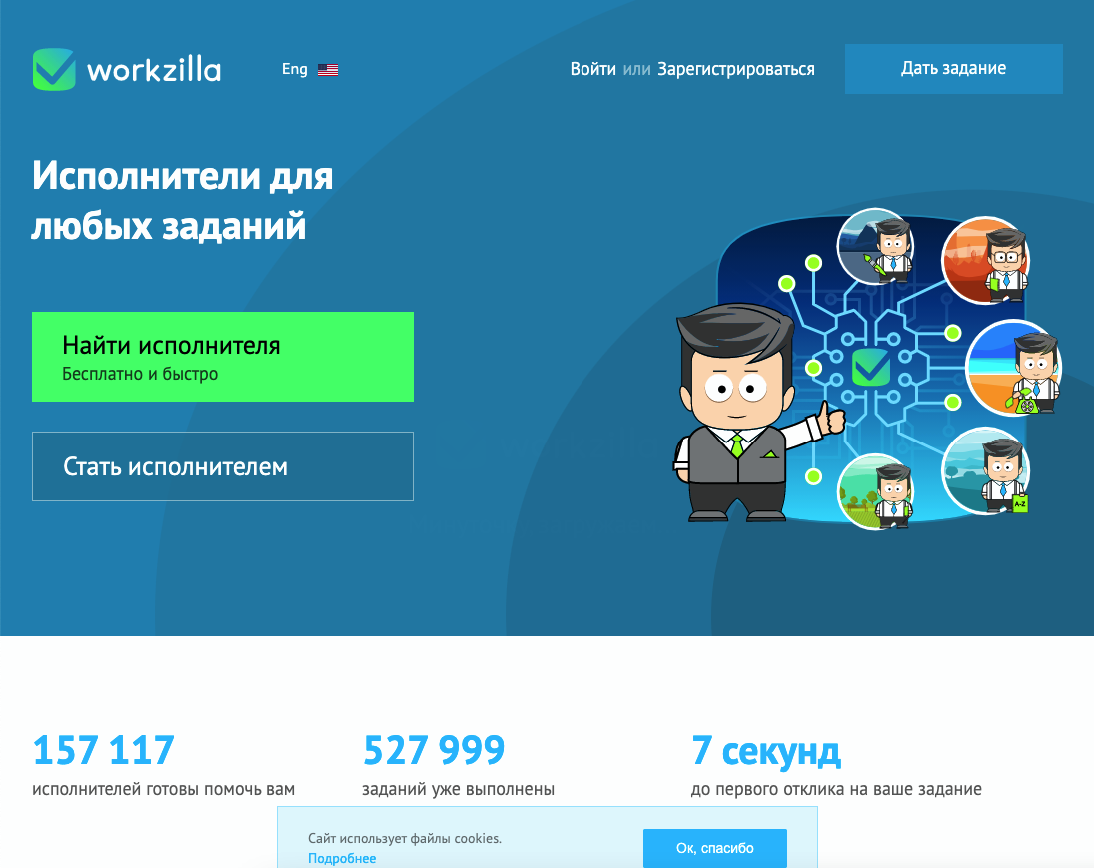 workzilla
Eng
Войти или Зарегистрироваться
Дать задание
Исполнители для
любых заданий
Найти исполнителя
Бесплатно и быстро
Стать исполнителем
A-Z
157 117
исполнителей готовы помочь вам
527 999
заданий уже выполнены
7 секунд
до первого отклика на ваше задание
Сайт использует файлы cookies.
Подробнее
Ок, спасибо